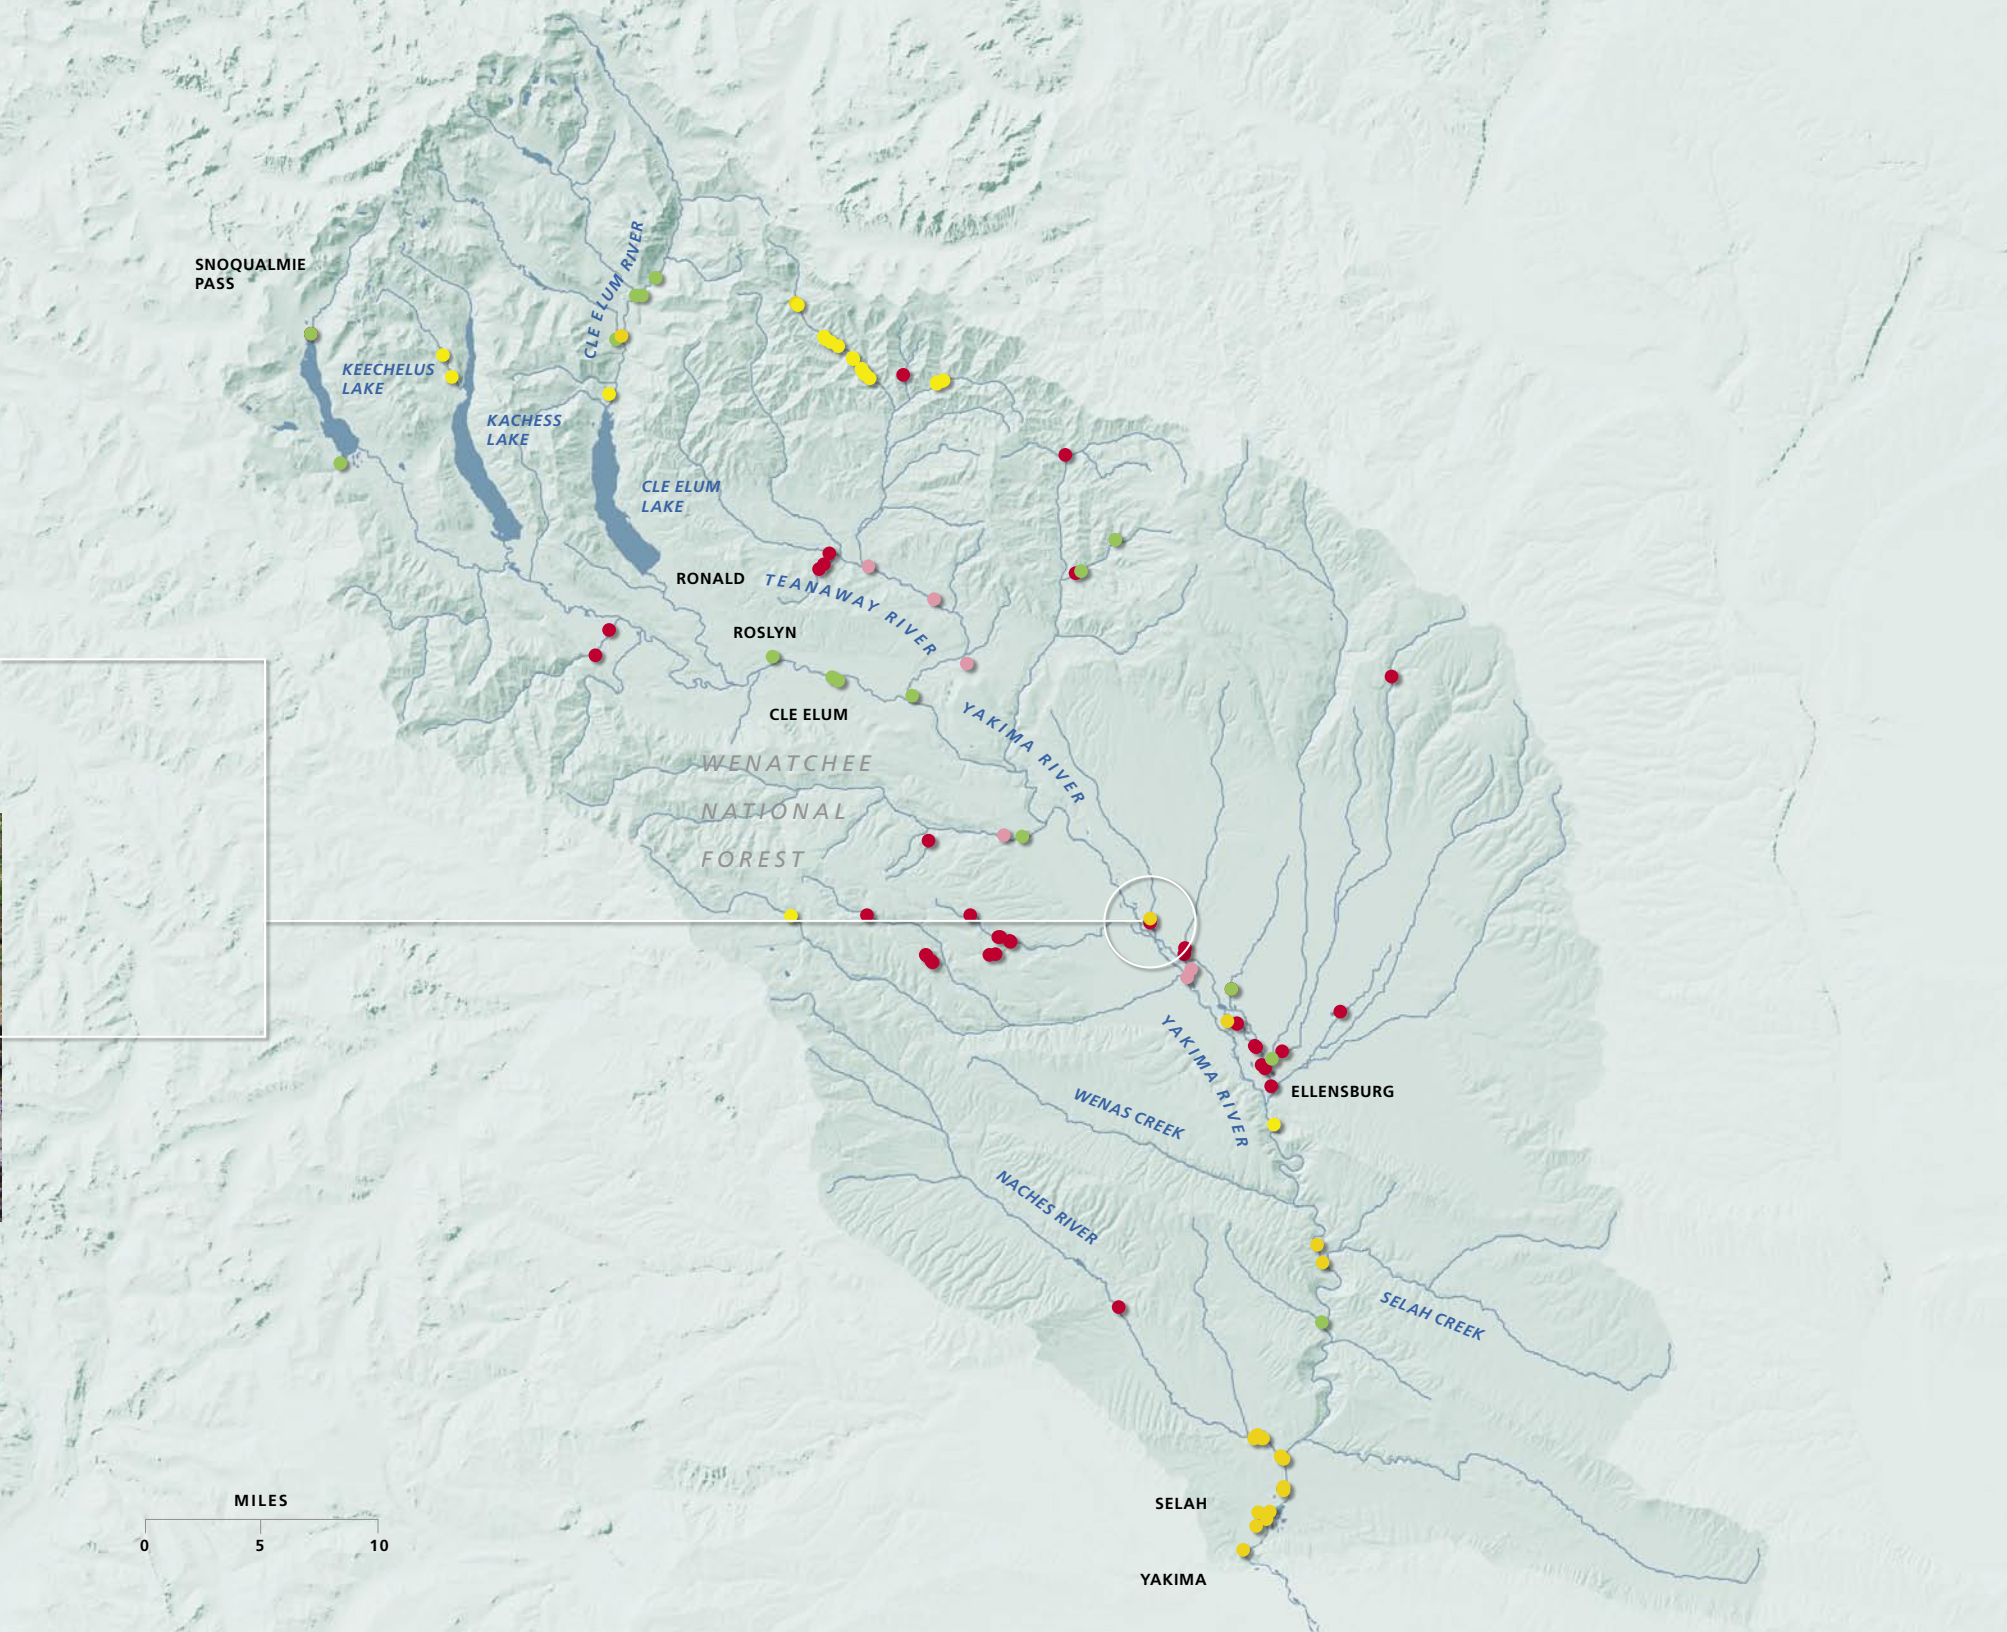 SNOQUALMIE
PASS
CLE ELUM RIVER
KEECHELUS
LAKE
KACHESS
LAKE
CLE ELUM
LAKE
RONALD
TEANAWAY RIVER
ROSLYN
CLE ELUM
YAKIMA RIVER
WENATCHEE
NATIONAL
FOREST
YAKIMA RIVER
ELLENSBURG
WENAS CREEK
NACHES RIVER
SELAH CREEK
SELAH
YAKIMA
MILES
0 5 10